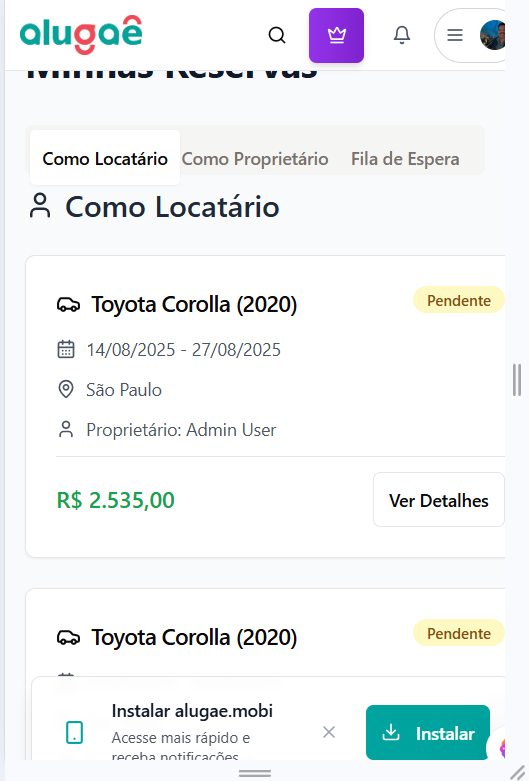 alugaê
Minhas Reservas
Como Locatário
Como Proprietário
Fila de Espera
Como Locatário
Toyota Corolla (2020)
Pendente
14/08/2025 - 27/08/2025
São Paulo
Proprietário: Admin User
R$ 2.535,00
Ver Detalhes
Toyota Corolla (2020)
Pendente
Instalar alugae.mobi
Acesse mais rápido e
receba notificações
Instalar